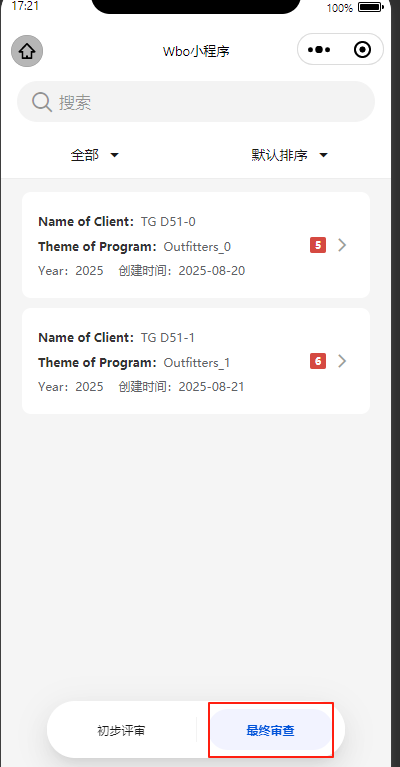 17:21
100%
Wbo小程序
搜索
全部 默认排序
Name of Client: TG D51-0
Theme of Program: Outfitters_0
5
Year: 2025 创建时间: 2025-08-20
Name of Client: TG D51-1
Theme of Program: Outfitters_1
6
Year: 2025 创建时间: 2025-08-21
初步评审 最终审查